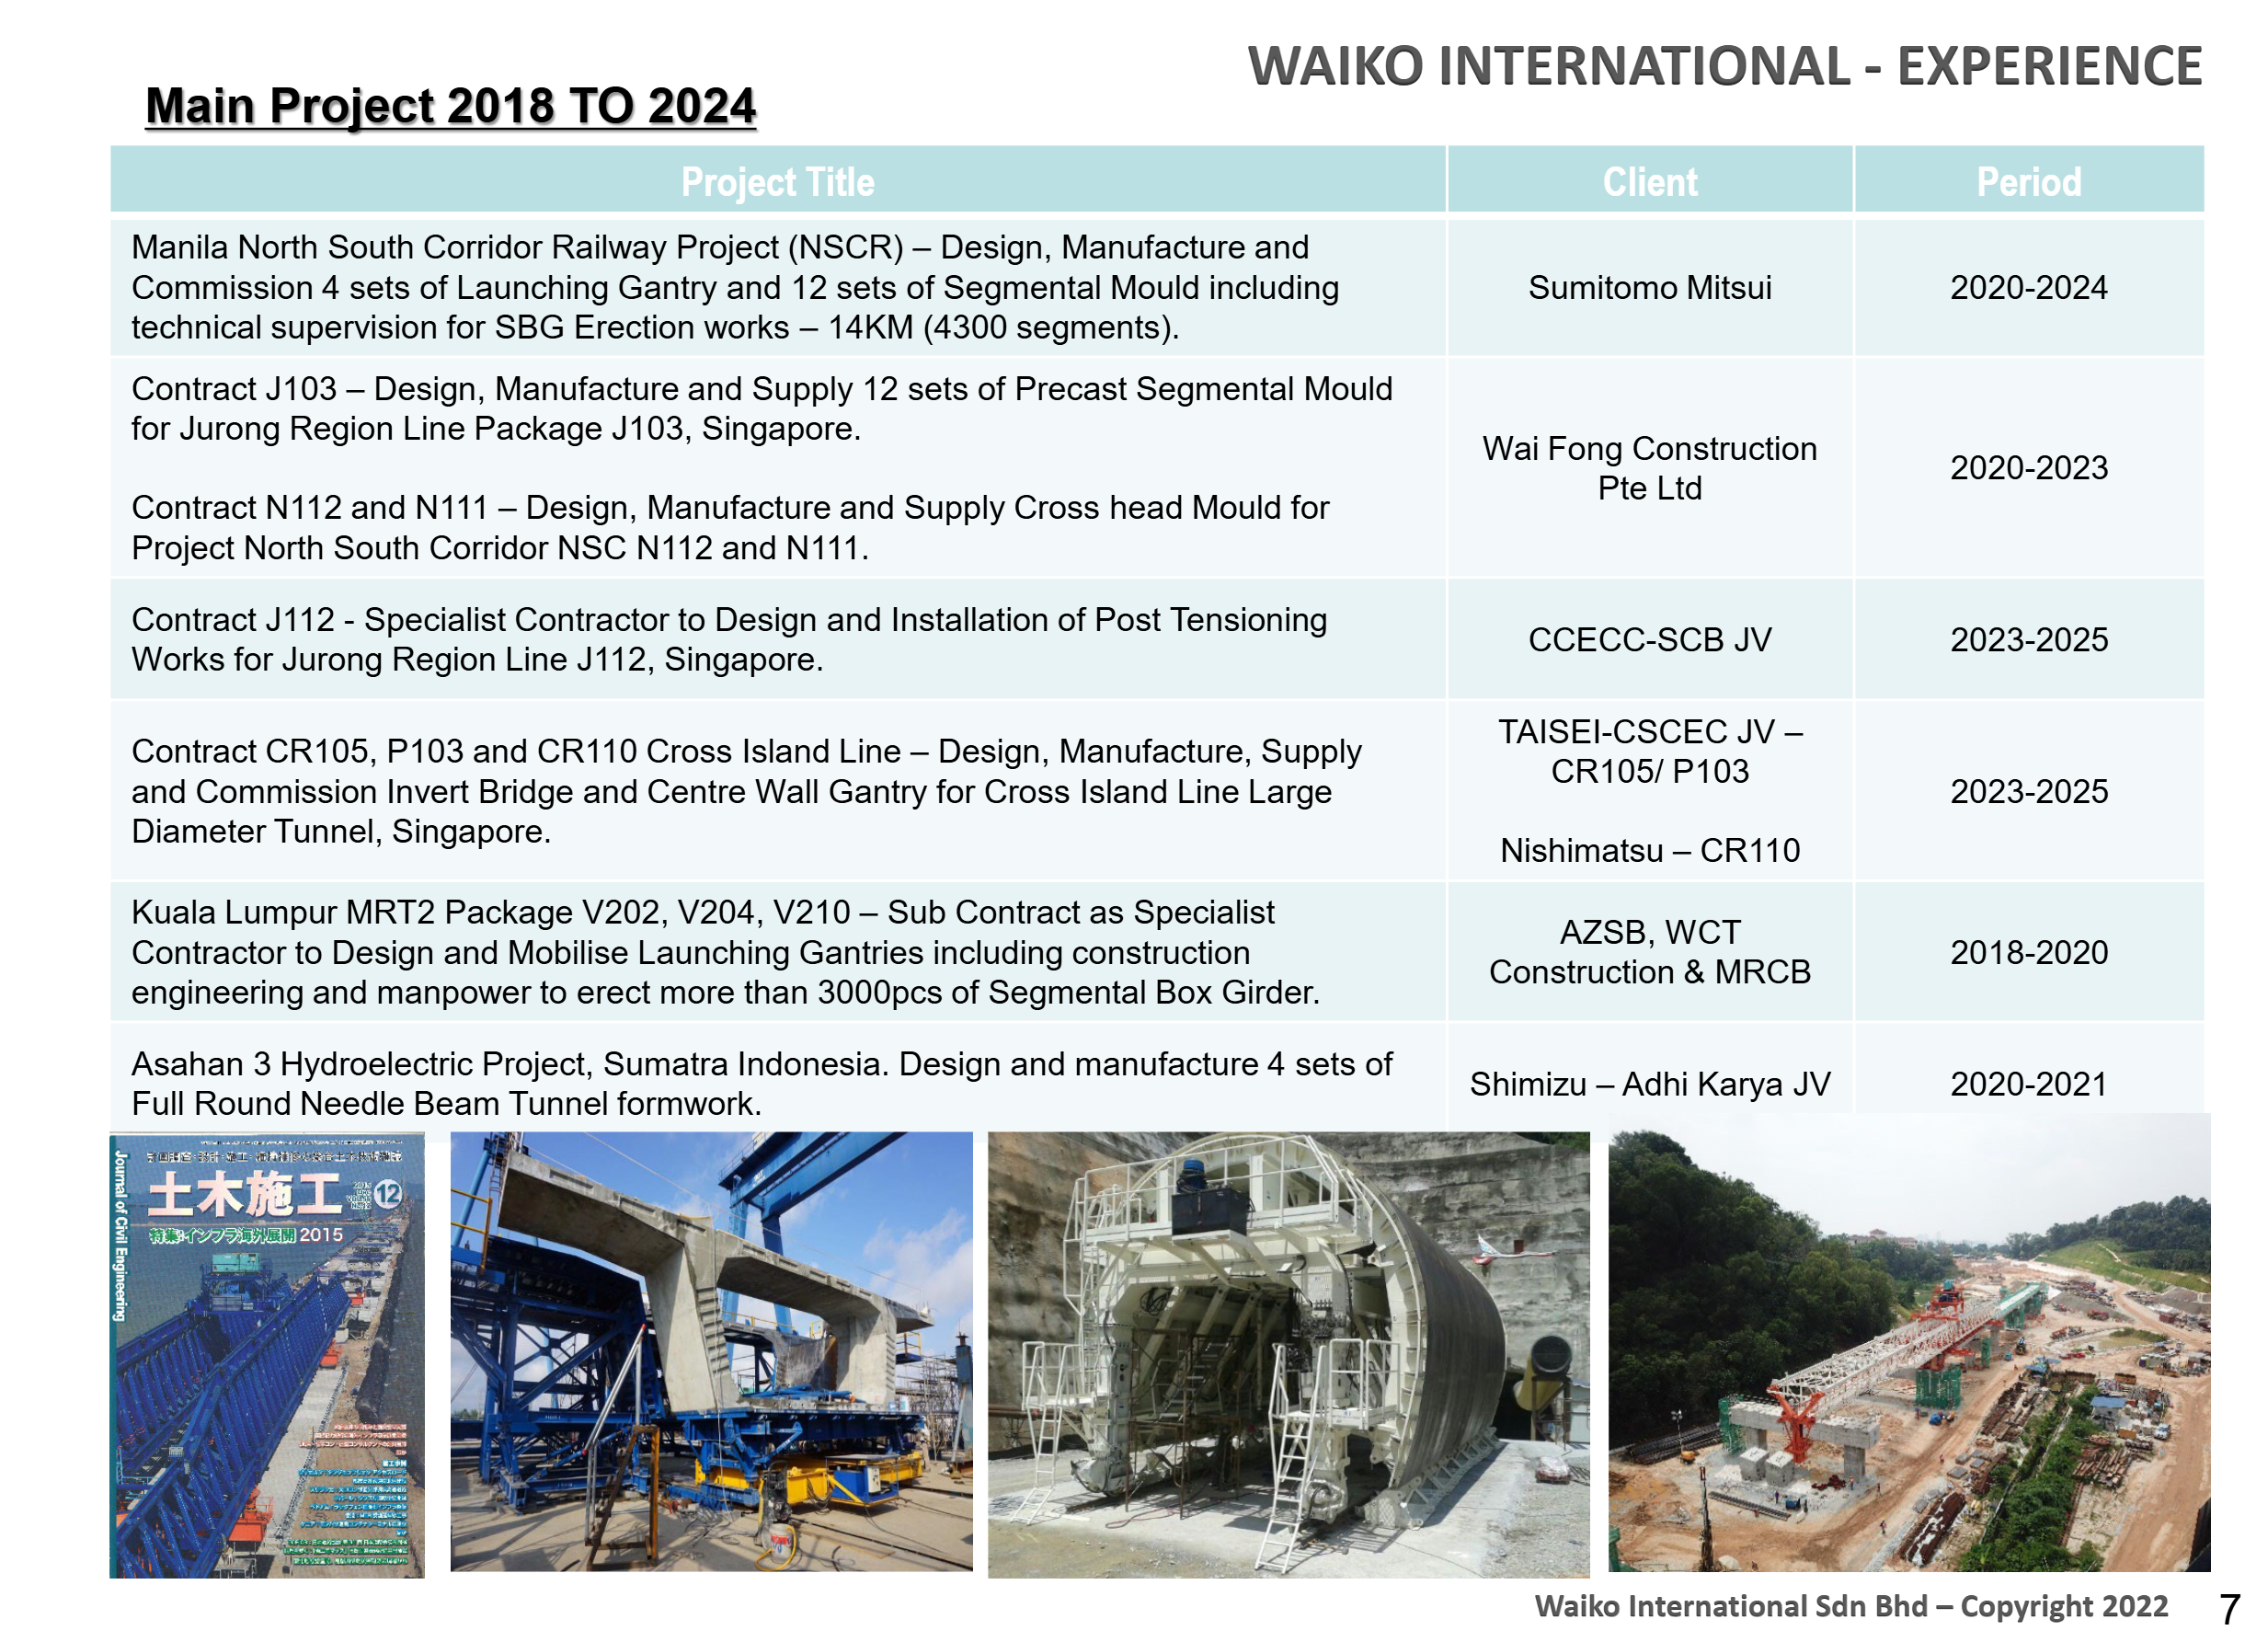 WAIKO INTERNATIONAL - EXPERIENCE
Main Project 2018 TO 2024
Project Title
Client
Period
Manila North South Corridor Railway Project (NSCR) – Design, Manufacture and
Commission 4 sets of Launching Gantry and 12 sets of Segmental Mould including
technical supervision for SBG Erection works – 14KM (4300 segments).
Sumitomo Mitsui
2020-2024
Contract J103 – Design, Manufacture and Supply 12 sets of Precast Segmental Mould
for Jurong Region Line Package J103, Singapore.
Contract N112 and N111 – Design, Manufacture and Supply Cross head Mould for
Project North South Corridor NSC N112 and N111.
Wai Fong Construction
Pte Ltd
2020-2023
Contract J112 - Specialist Contractor to Design and Installation of Post Tensioning
Works for Jurong Region Line J112, Singapore.
CCECC-SCB JV
2023-2025
Contract CR105, P103 and CR110 Cross Island Line – Design, Manufacture, Supply
and Commission Invert Bridge and Centre Wall Gantry for Cross Island Line Large
Diameter Tunnel, Singapore.
TAISEI-CSCEC JV –
CR105/ P103
Nishimatsu – CR110
2023-2025
Kuala Lumpur MRT2 Package V202, V204, V210 – Sub Contract as Specialist
Contractor to Design and Mobilise Launching Gantries including construction
engineering and manpower to erect more than 3000pcs of Segmental Box Girder.
AZSB, WCT
Construction & MRCB
2018-2020
Asahan 3 Hydroelectric Project, Sumatra Indonesia. Design and manufacture 4 sets of
Full Round Needle Beam Tunnel formwork.
Shimizu – Adhi Karya JV
2020-2021
Journal of Civil Engineering
土木施工
12
特集:インフラ海外展開 2015
Waiko International Sdn Bhd – Copyright 2022
7